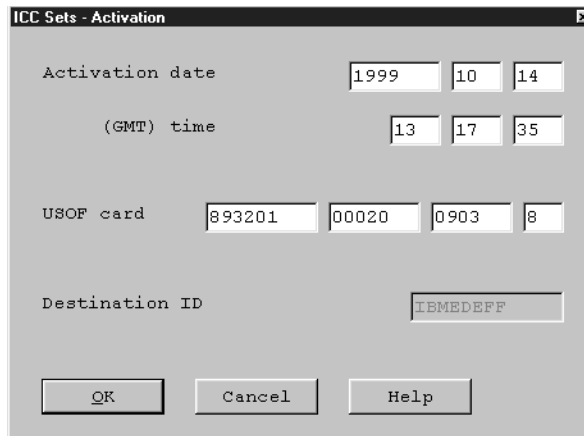 ICC Sets - Activation
Activation date 1999 10 14
(GMT) time 13 17 35
USOF card 893201 00020 0903 8
Destination ID IBMEDEFF
OK Cancel Help